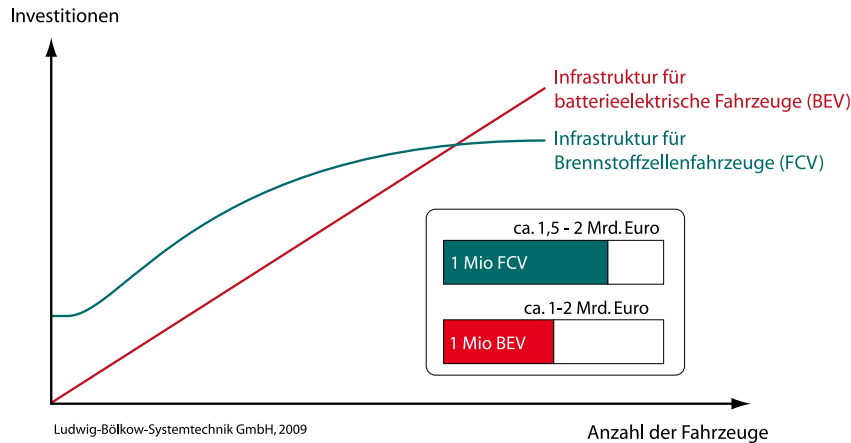 Investitionen
Infrastruktur für
batterieelektrische Fahrzeuge (BEV)
Infrastruktur für
Brennstoffzellenfahrzeuge (FCV)
ca. 1,5 - 2 Mrd. Euro
1 Mio FCV
ca. 1-2 Mrd. Euro
1 Mio BEV
Ludwig-Bölkow-Systemtechnik GmbH, 2009
Anzahl der Fahrzeuge